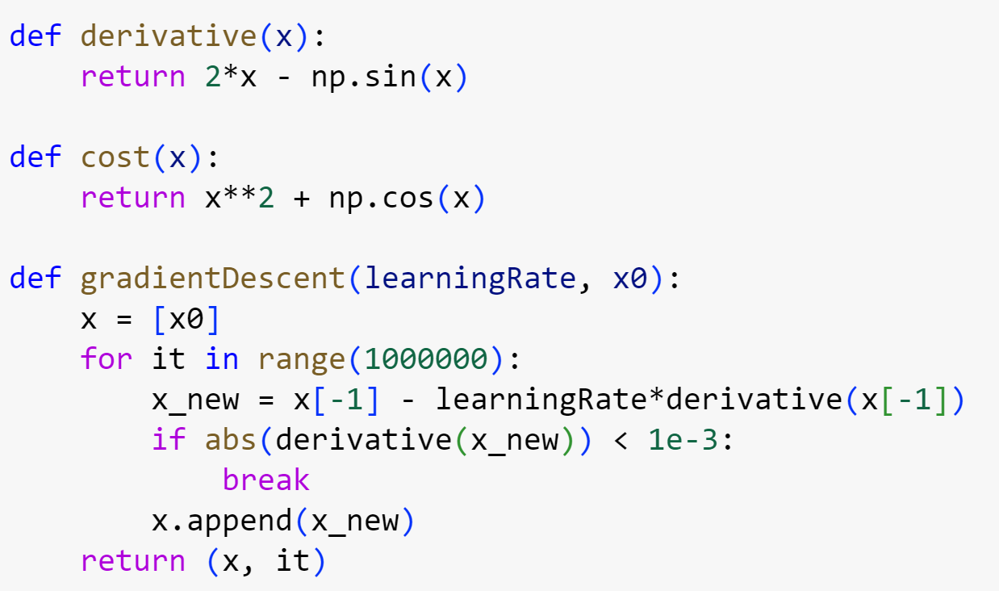 def derivative(x):
    return 2*x - np.sin(x)

def cost(x):
    return x**2 + np.cos(x)

def gradientDescent(learningRate, x0):
    x = [x0]
    for it in range(1000000):
        x_new = x[-1] - learningRate*derivative(x[-1])
        if abs(derivative(x_new)) < 1e-3:
            break
        x.append(x_new)
    return (x, it)